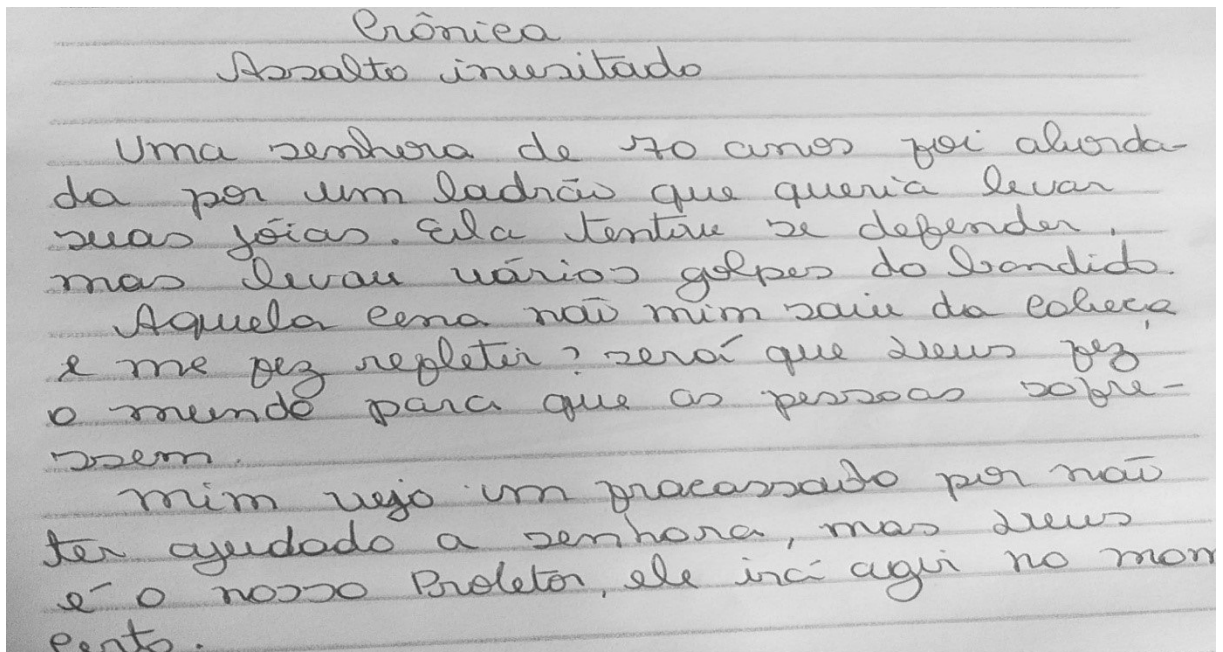 Crônica
Assalto inusitado
Uma senhora de 70 anos foi aborda-
da por um ladrão que queria levar
suas jóias. Ela tentou se defender,
mas levou vários golpes do bandido.
Aquela cena não mim saiu da cabeça
e me fez refletir? será que Deus fez
o mundo para que as pessoas sofre-
ssem.
mim vejo um fracassado por não
ter ajudado a senhora, mas Deus
é o nosso Protetor, ele irá agir no mom
certo.